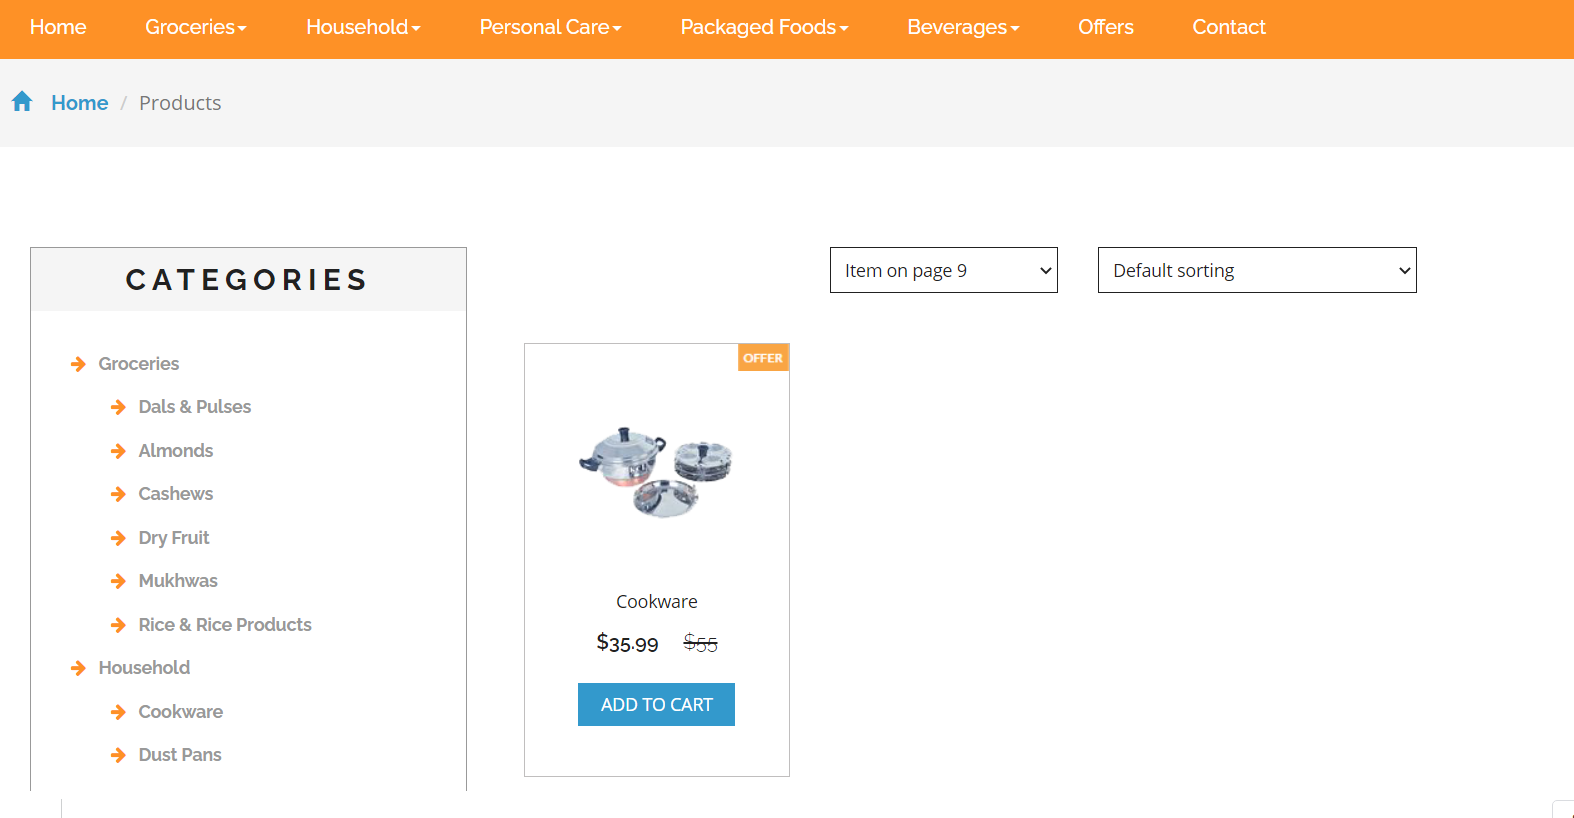 Home Groceries Household Personal Care Packaged Foods Beverages Offers Contact
Home / Products
CATEGORIES
Groceries
Dals & Pulses
Almonds
Cashews
Dry Fruit
Mukhwas
Rice & Rice Products
Household
Cookware
Dust Pans
Item on page 9
Default sorting
OFFER
Cookware
$35.99 $55
ADD TO CART